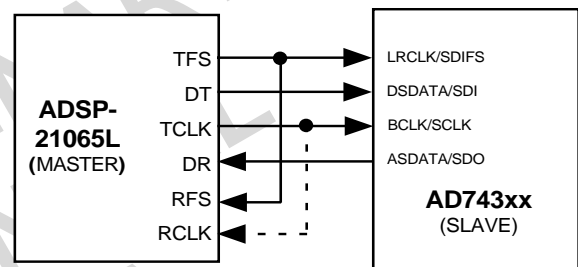 TFS
DT
TCLK
DR
RFS
RCLK
ADSP-
21065L
(MASTER)
LRCLK/SDIFS
DSDATA/SDI
BCLK/SCLK
ASDATA/SDO
AD743xx
(SLAVE)